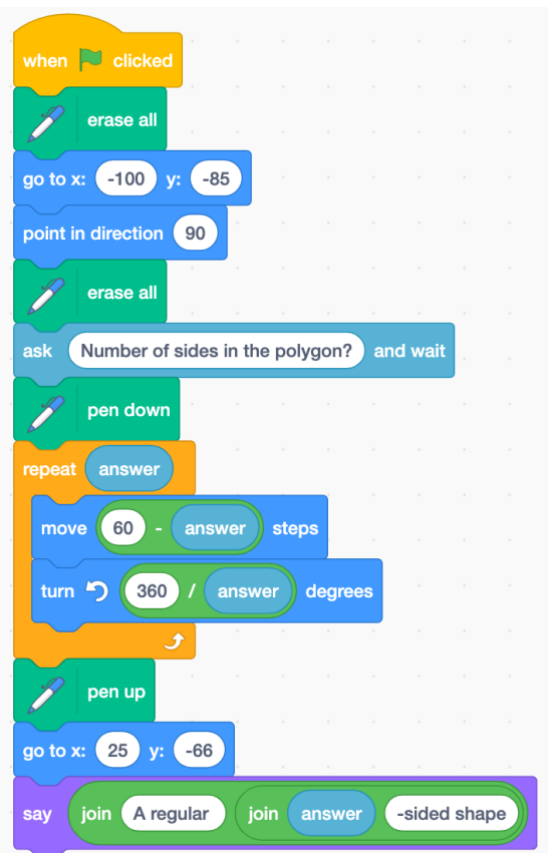 when clicked
erase all
go to x: -100 y: -85
point in direction 90
erase all
ask Number of sides in the polygon? and wait
pen down
repeat answer
move 60 - answer steps
turn 360 / answer degrees
pen up
go to x: 25 y: -66
say join A regular join answer -sided shape